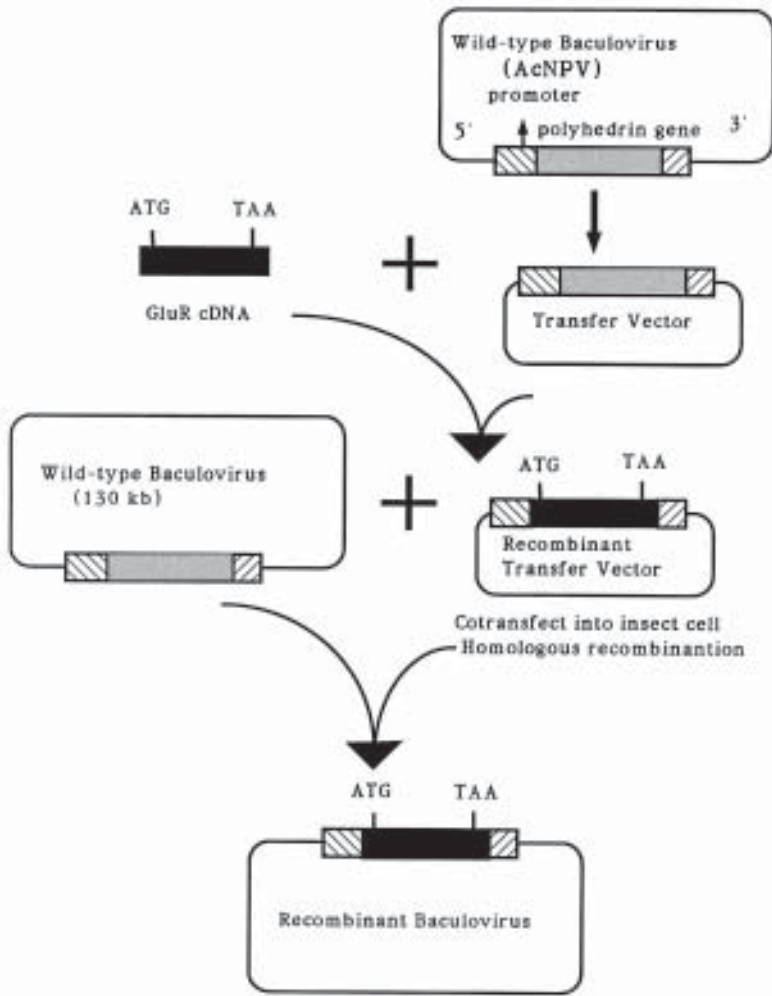 Wild-type Baculovirus
(AcNPV)
promoter
5' polyhedrin gene 3'
ATG TAA
GluR cDNA
Transfer Vector
Wild-type Baculovirus
(130 kb)
ATG TAA
Recombinant
Transfer Vector
Cotransfect into insect cell
Homologous recombinantion
ATG TAA
Recombinant Baculovirus